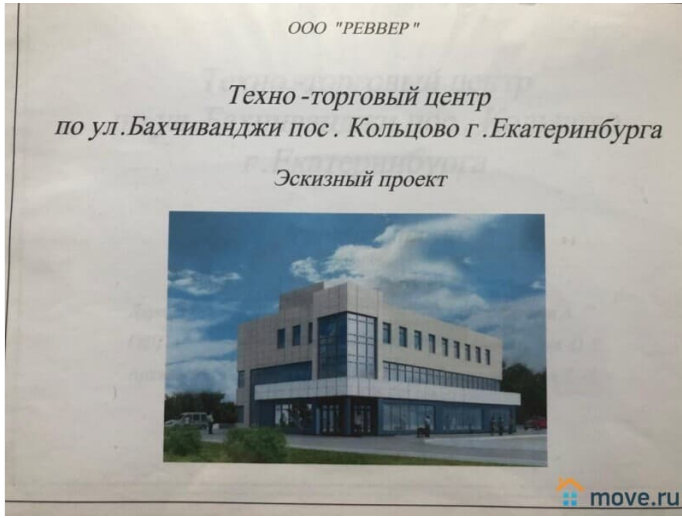 ООО "РЕВВЕР"
Техно -торговый центр
по ул.Бахчиванджи пос. Кольцово г.Екатеринбурга
Эскизный проект
move.ru